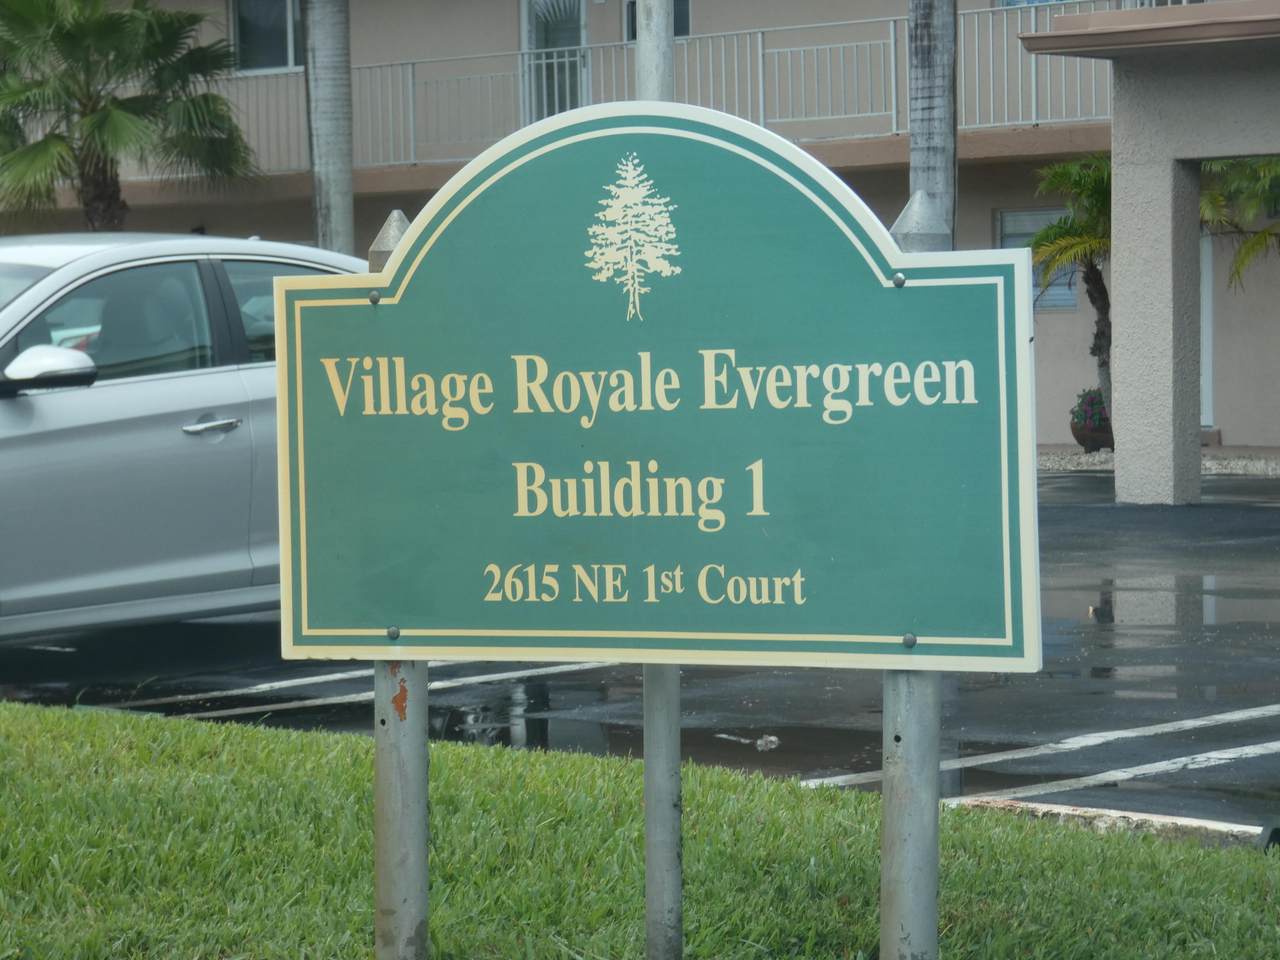 Village Royale Evergreen
Building 1
2615 NE 1st Court